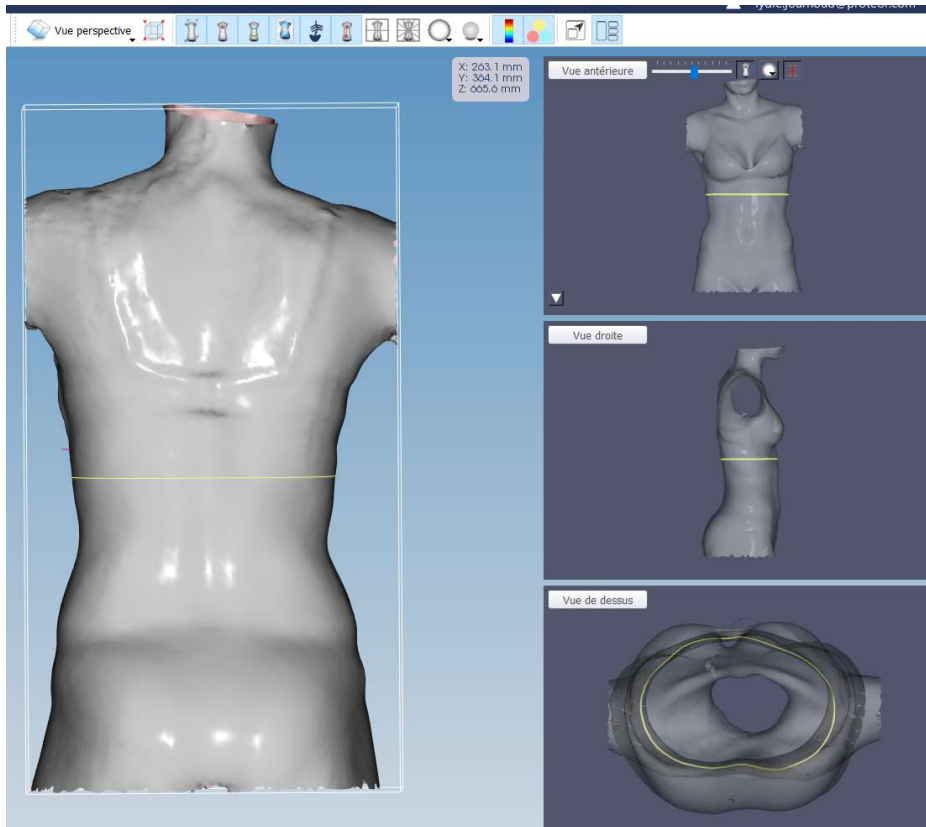 Vue perspective
X: 263.1 mm
Y: 364.1 mm
Z: 665.6 mm
Vue antérieure
Vue droite
Vue de dessus